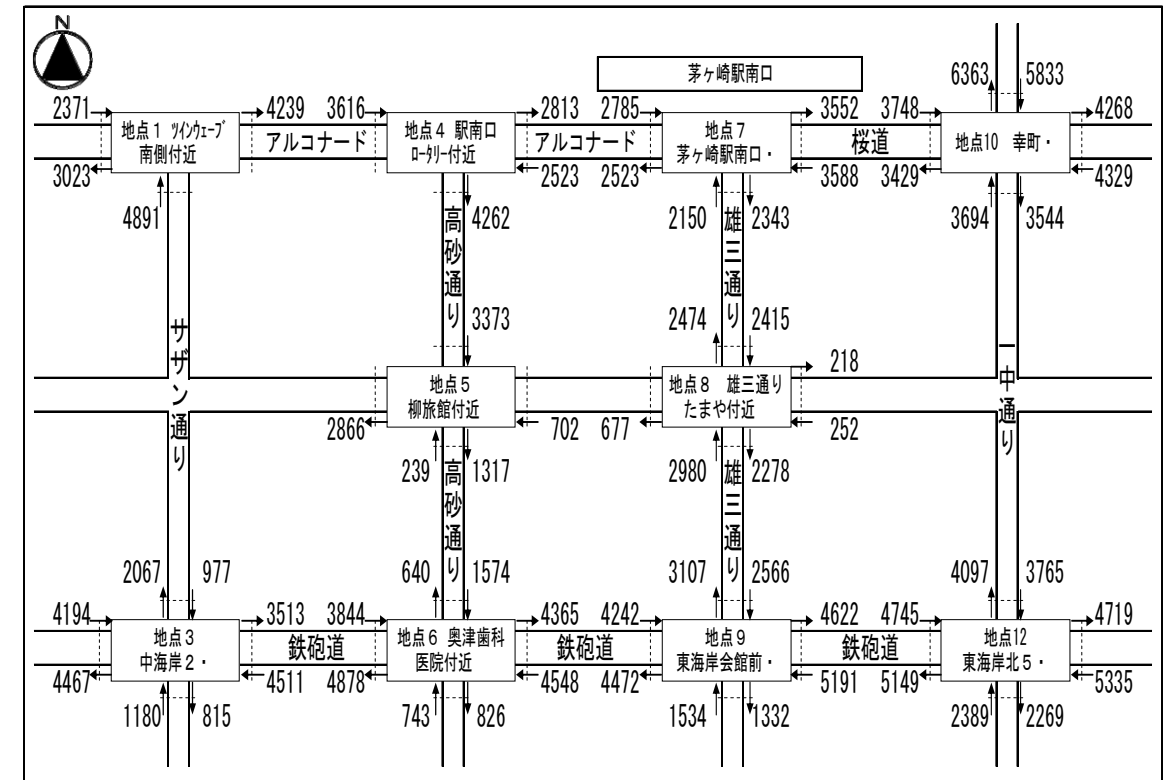 N
茅ヶ崎駅南口
6363 5833
2371 4239 3616 2813 2785 3552 3748 4268
地点1 ﾂｲﾝｳｪｰﾌﾞ
南側付近
アルコナード
地点4 駅南口
ﾛｰﾀﾘｰ付近
アルコナード
地点7
茅ヶ崎駅南口・
桜道
地点10 幸町・
3023 2523 2523 3588 3429 4329
4891 4262 2150 2343 3694 3544
高砂通り
雄三通り
サザン通り
一中通り
3373 2474 2415
218
地点5
柳旅館付近
地点8 雄三通り
たまや付近
2866 702 677 252
239 1317 2980 2278
高砂通り
雄三通り
2067 977 640 1574 3107 2566 4097 3765
4194 3513 3844 4365 4242 4622 4745 4719
地点3
中海岸2・
鉄砲道
地点6 奥津歯科
医院付近
鉄砲道
地点9
東海岸会館前・
鉄砲道
地点12
東海岸北5・
4467 4511 4878 4548 4472 5191 5149 5335
1180 815 743 826 1534 1332 2389 2269